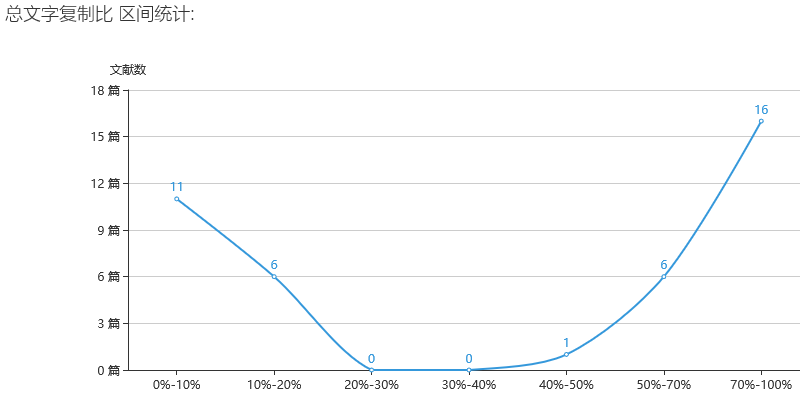 总文字复制比 区间统计:
文献数
18 篇
15 篇
12 篇
9 篇
6 篇
3 篇
0 篇
11
6
0
0
1
6
16
0%-10%
10%-20%
20%-30%
30%-40%
40%-50%
50%-70%
70%-100%